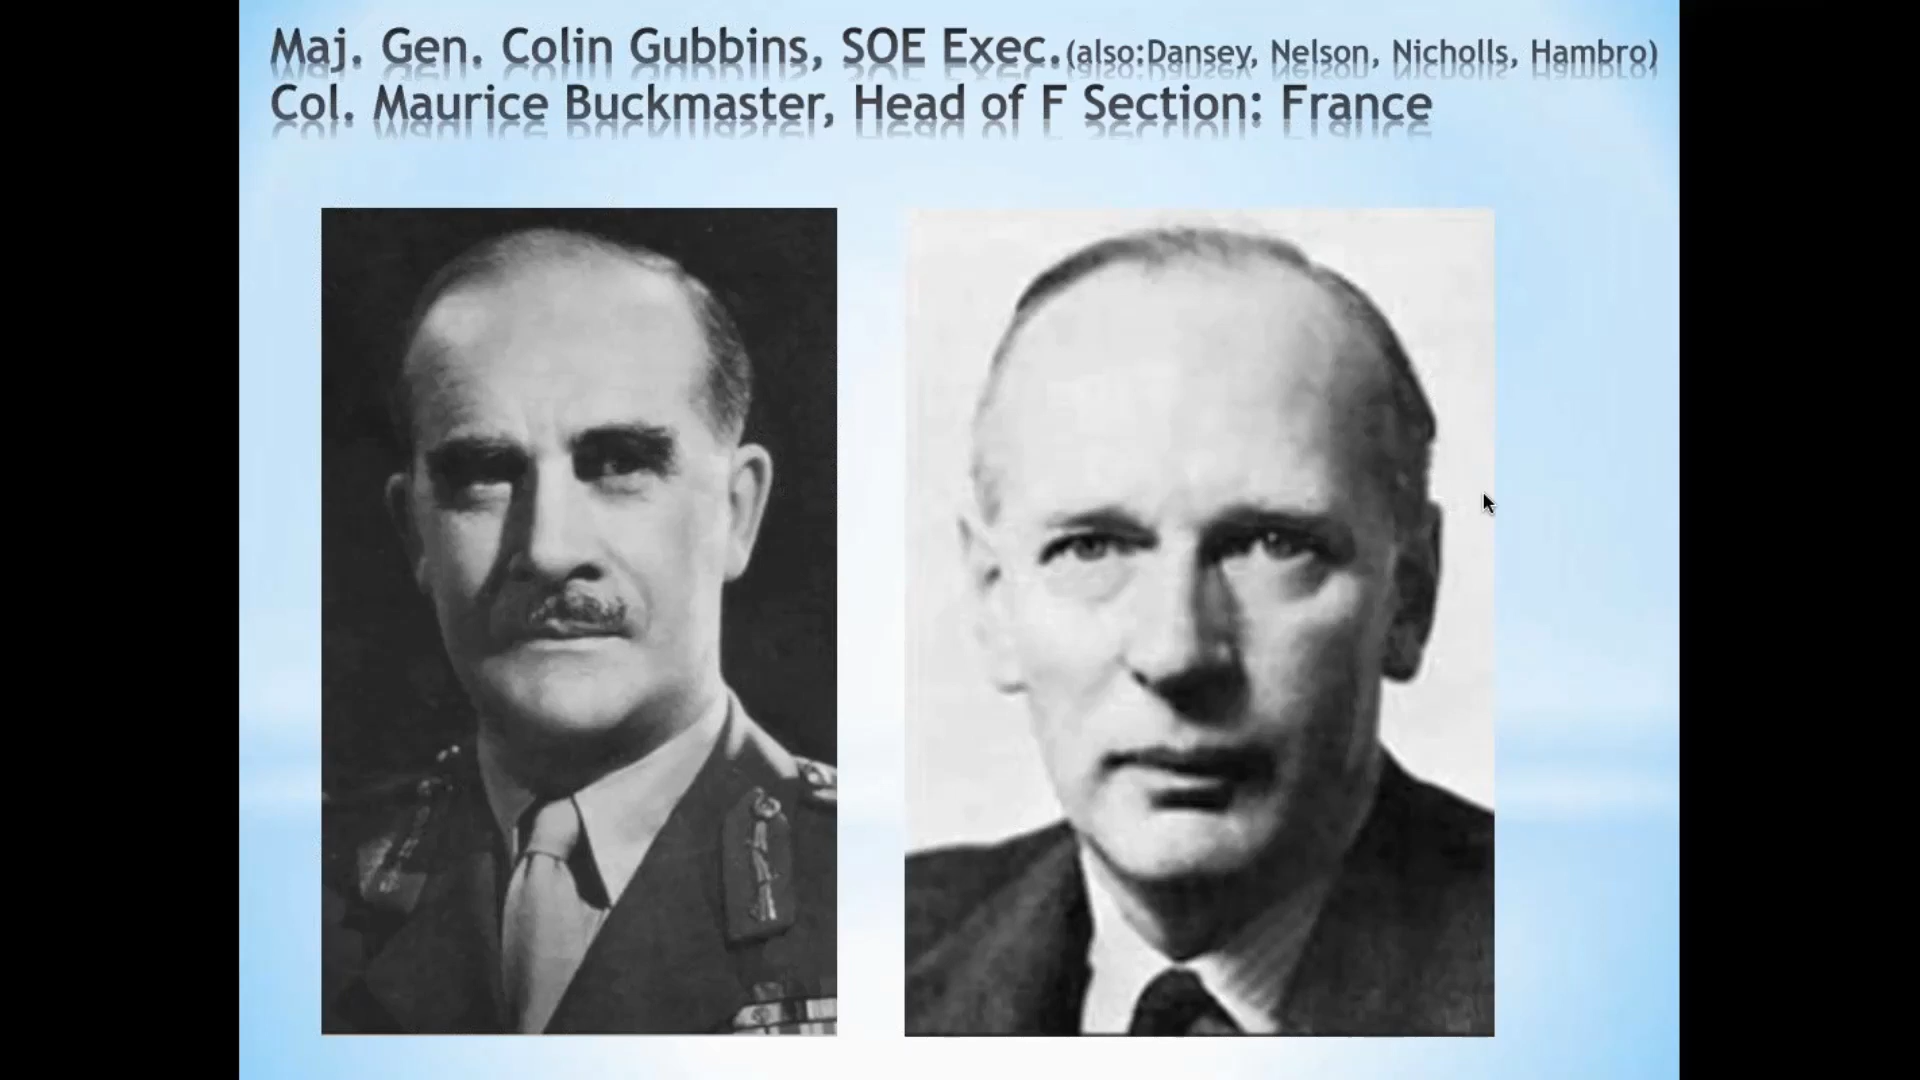 Maj. Gen. Colin Gubbins, SOE Exec.(also:Dansey, Nelson, Nicholls, Hambro)
Col. Maurice Buckmaster, Head of F Section: France